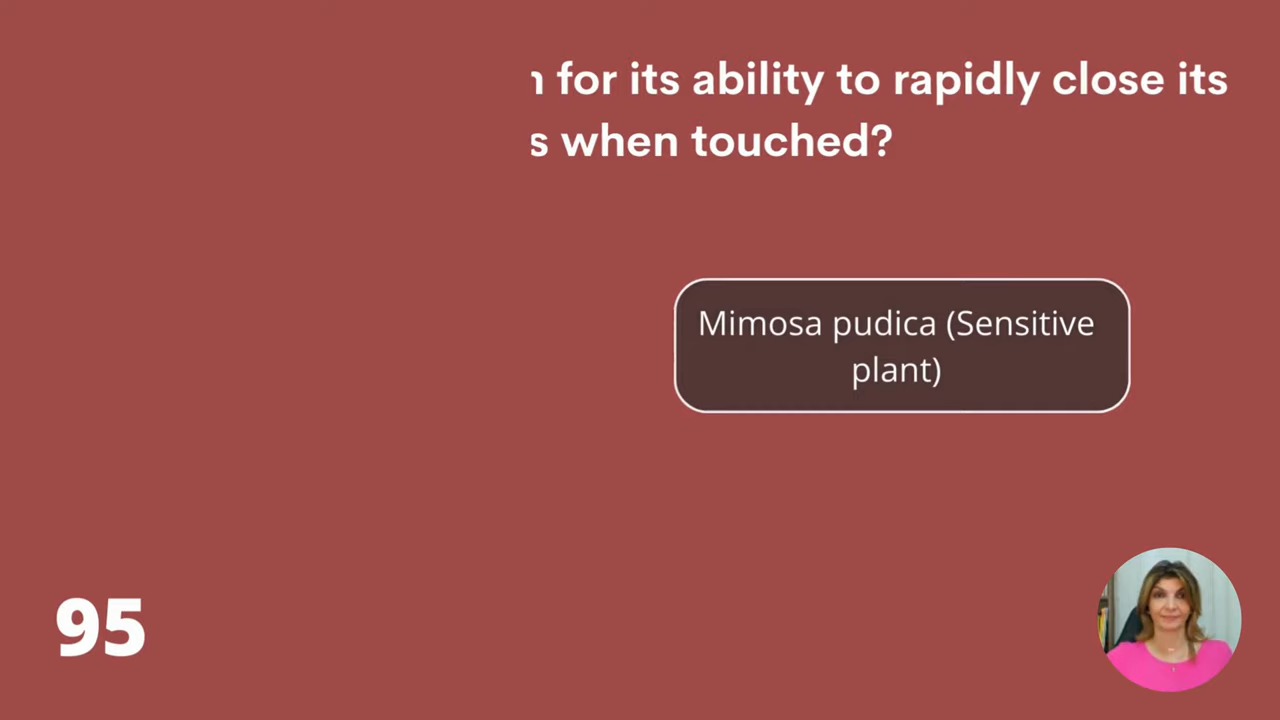 for its ability to rapidly close its
when touched?
Mimosa pudica (Sensitive
plant)
95